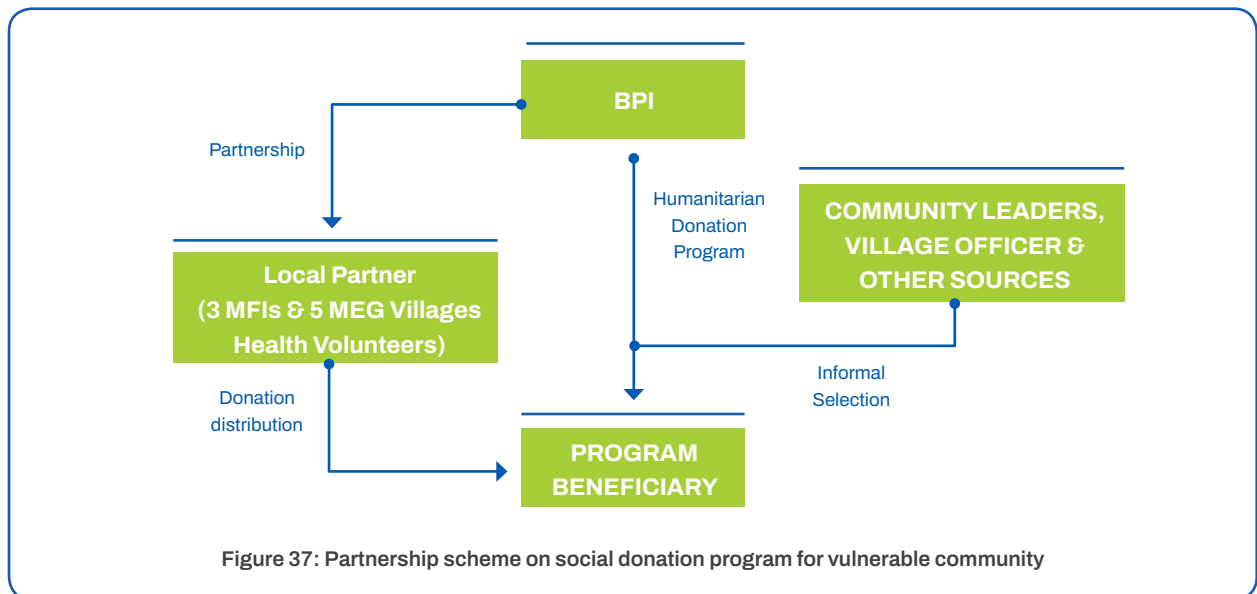 BPI
Partnership
Humanitarian
Donation
Program
COMMUNITY LEADERS,
VILLAGE OFFICER &
OTHER SOURCES
Local Partner
(3 MFIs & 5 MEG Villages
Health Volunteers)
Informal
Selection
Donation
distribution
PROGRAM
BENEFICIARY
Figure 37: Partnership scheme on social donation program for vulnerable community